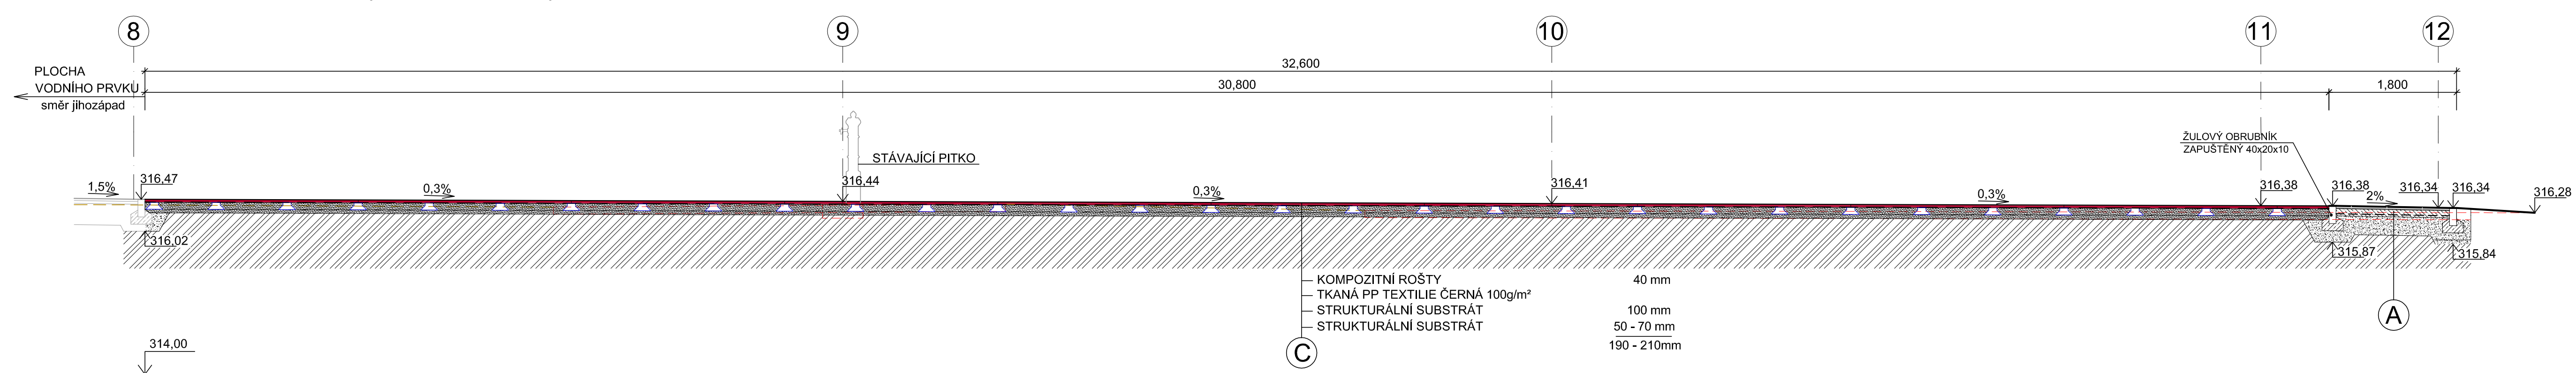 8
9
10
11
12
32,600
PLOCHA
VODNÍHO PRVKU
směr jihozápad
30,800
1,800
ŽULOVÝ OBRUBNÍK
ZAPUŠTĚNÝ 40x20x10
STÁVAJÍCÍ PITKO
1,5%
316,47
0,3%
316,44
0,3%
316,41
0,3%
316,38
316,38
2%
316,34
316,34
316,28
316,02
315,87
315,84
KOMPOZITNÍ ROŠTY 40 mm
TKANÁ PP TEXTILIE ČERNÁ 100g/m²
STRUKTURÁLNÍ SUBSTRÁT 100 mm
STRUKTURÁLNÍ SUBSTRÁT 50 - 70 mm
190 - 210mm
C
A
314,00